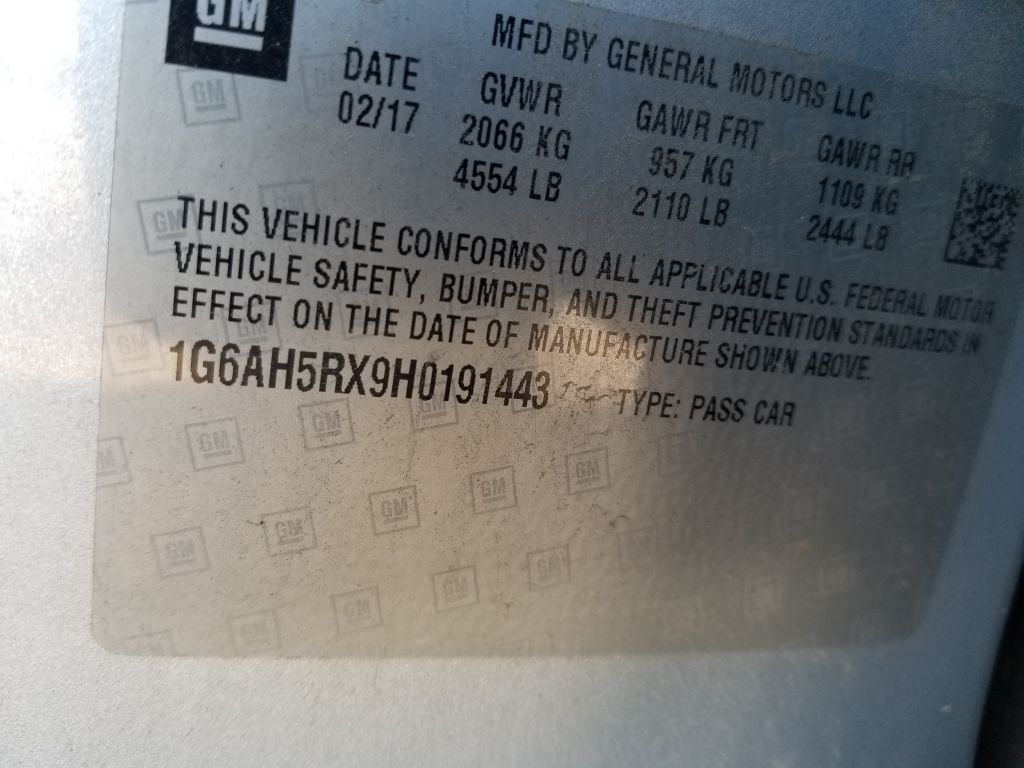 GM
MFD BY GENERAL MOTORS LLC
DATE GVWR GAWR FRT GAWR RR
02/17 2066 KG 957 KG 1109 KG
4554 LB 2110 LB 2444 LB
THIS VEHICLE CONFORMS TO ALL APPLICABLE U.S. FEDERAL MOTOR
VEHICLE SAFETY, BUMPER, AND THEFT PREVENTION STANDARDS IN
EFFECT ON THE DATE OF MANUFACTURE SHOWN ABOVE.
1G6AH5RX9H0191443 TYPE: PASS CAR